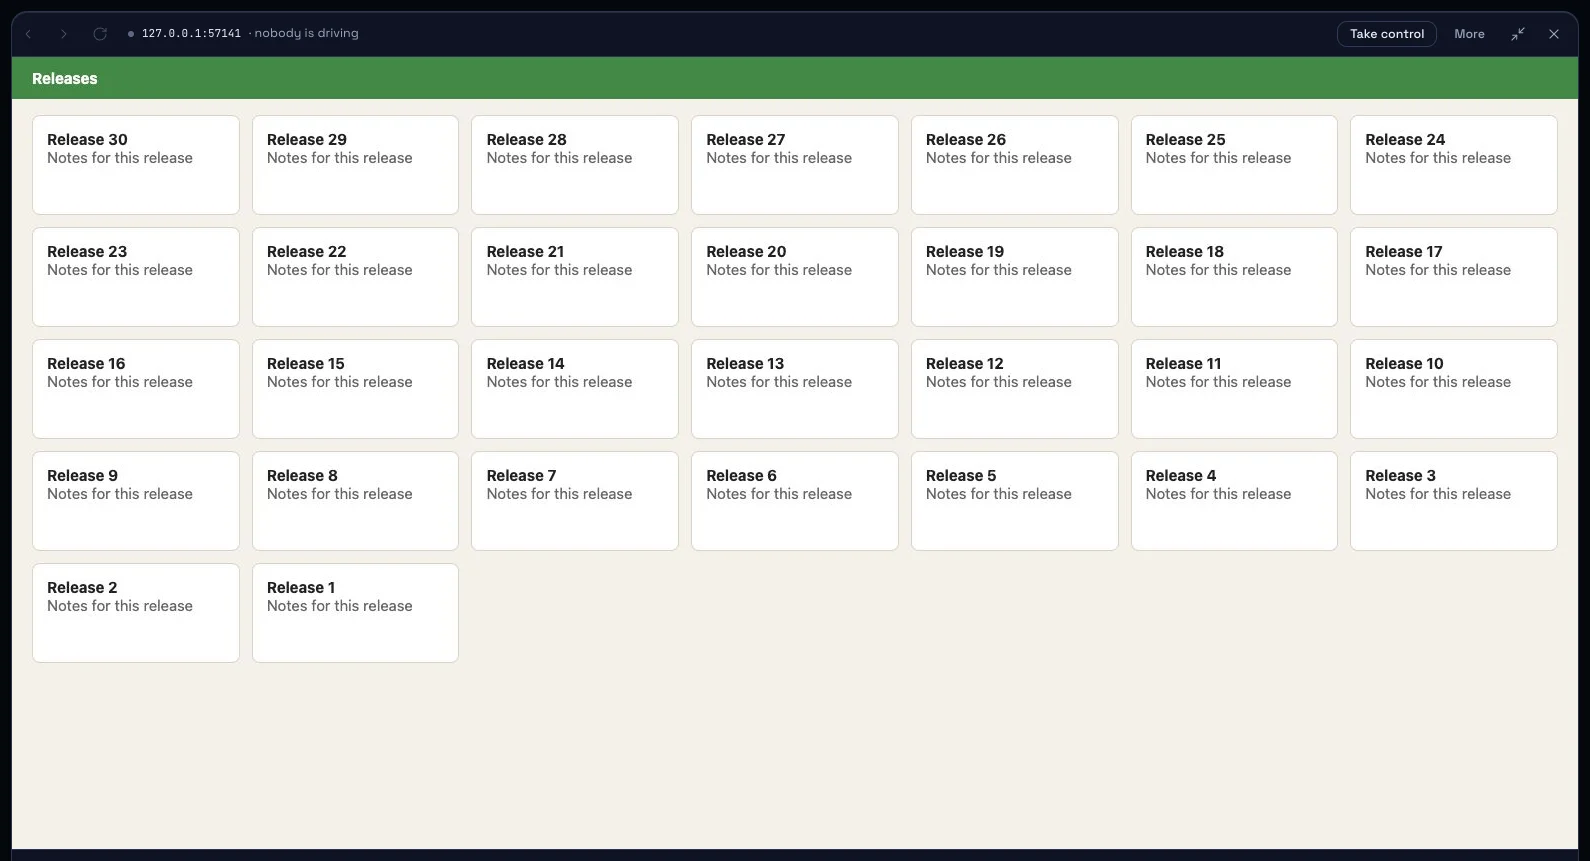 127.0.0.1:57141 · nobody is driving
Take control
More
Releases
Release 30
Notes for this release
Release 29
Notes for this release
Release 28
Notes for this release
Release 27
Notes for this release
Release 26
Notes for this release
Release 25
Notes for this release
Release 24
Notes for this release
Release 23
Notes for this release
Release 22
Notes for this release
Release 21
Notes for this release
Release 20
Notes for this release
Release 19
Notes for this release
Release 18
Notes for this release
Release 17
Notes for this release
Release 16
Notes for this release
Release 15
Notes for this release
Release 14
Notes for this release
Release 13
Notes for this release
Release 12
Notes for this release
Release 11
Notes for this release
Release 10
Notes for this release
Release 9
Notes for this release
Release 8
Notes for this release
Release 7
Notes for this release
Release 6
Notes for this release
Release 5
Notes for this release
Release 4
Notes for this release
Release 3
Notes for this release
Release 2
Notes for this release
Release 1
Notes for this release